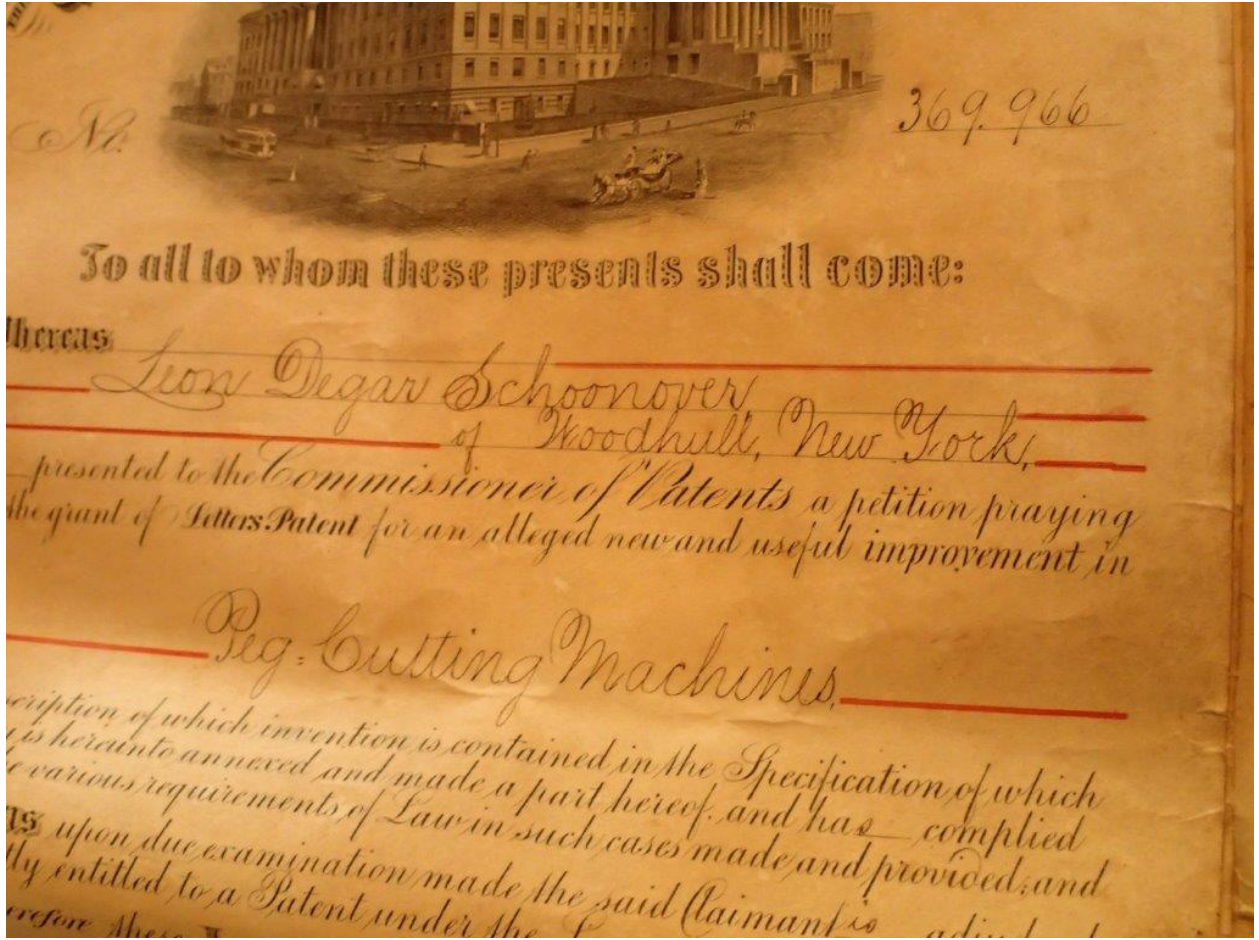 No. 369.966
To all to whom these presents shall come:
Whereas
Leon Degar Schoonover
of Woodhull, New York,
presented to the Commissioner of Patents a petition praying
the grant of Letters Patent for an alleged new and useful improvement in
Peg=Cutting Machines,
scription of which invention is contained in the Specification of which
is hereunto annexed and made a part hereof, and has complied
various requirements of Law in such cases made and provided; and
as upon due examination made the said Claimant is
ly entitled to a Patent under the
these